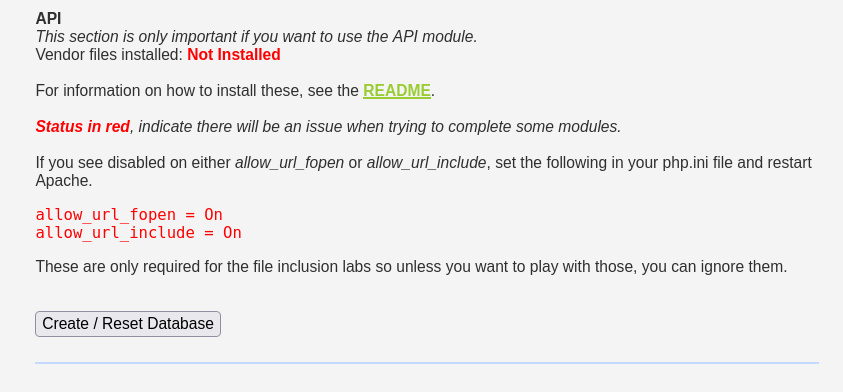 API
This section is only important if you want to use the API module.
Vendor files installed: Not Installed
For information on how to install these, see the README.
Status in red, indicate there will be an issue when trying to complete some modules.
If you see disabled on either allow_url_fopen or allow_url_include, set the following in your php.ini file and restart
Apache.
allow_url_fopen = On
allow_url_include = On
These are only required for the file inclusion labs so unless you want to play with those, you can ignore them.
Create / Reset Database